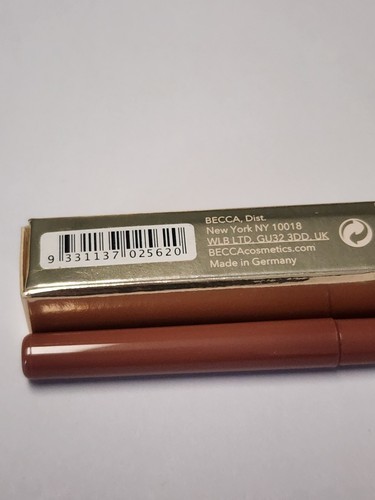 BECCA, Dist.
New York NY 10018
WLB LTD, GU32 3DD, UK
BECCAcosmetics.com
Made in Germany
9 331137 025620